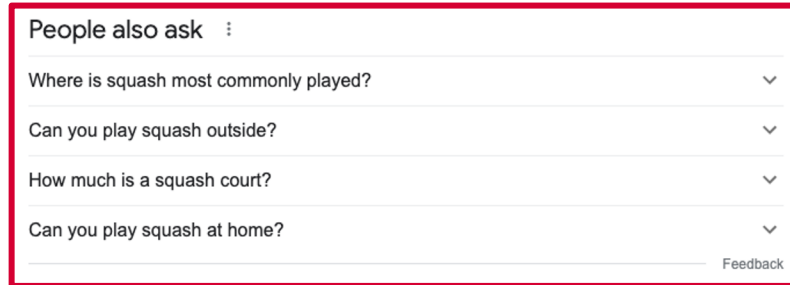 People also ask
Where is squash most commonly played?
Can you play squash outside?
How much is a squash court?
Can you play squash at home?
Feedback